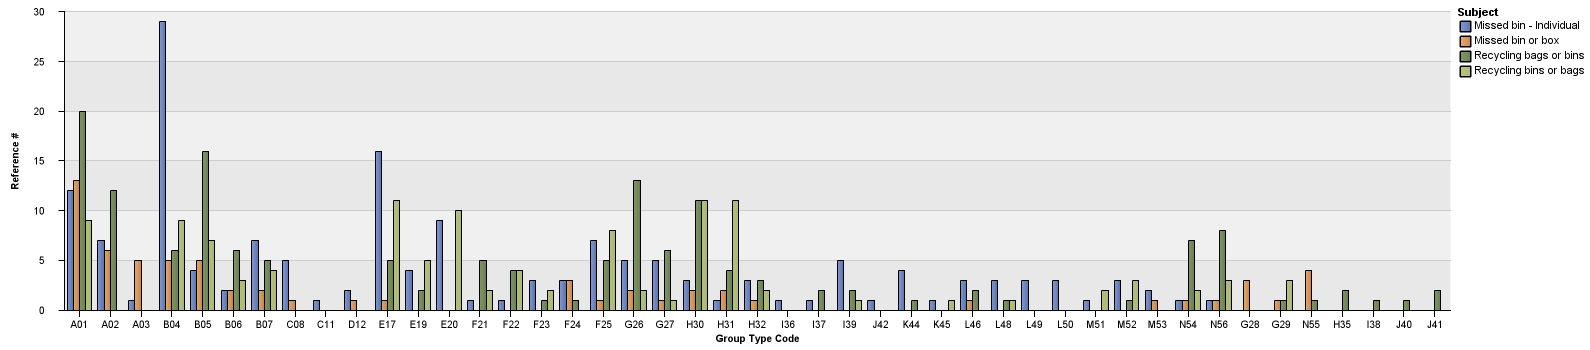 Subject
Missed bin - Individual
Missed bin or box
Recycling bags or bins
Recycling bins or bags
Reference #
30
25
20
15
10
5
0
A01 A02 A03 B04 B05 B06 B07 C08 C11 D12 E17 E19 E20 F21 F22 F23 F24 F25 G26 G27 H30 H31 H32 I36 I37 I39 J42 K44 K45 L46 L48 L49 L50 M51 M52 M53 N54 N56 G28 G29 N55 H35 I38 J40 J41
Group Type Code